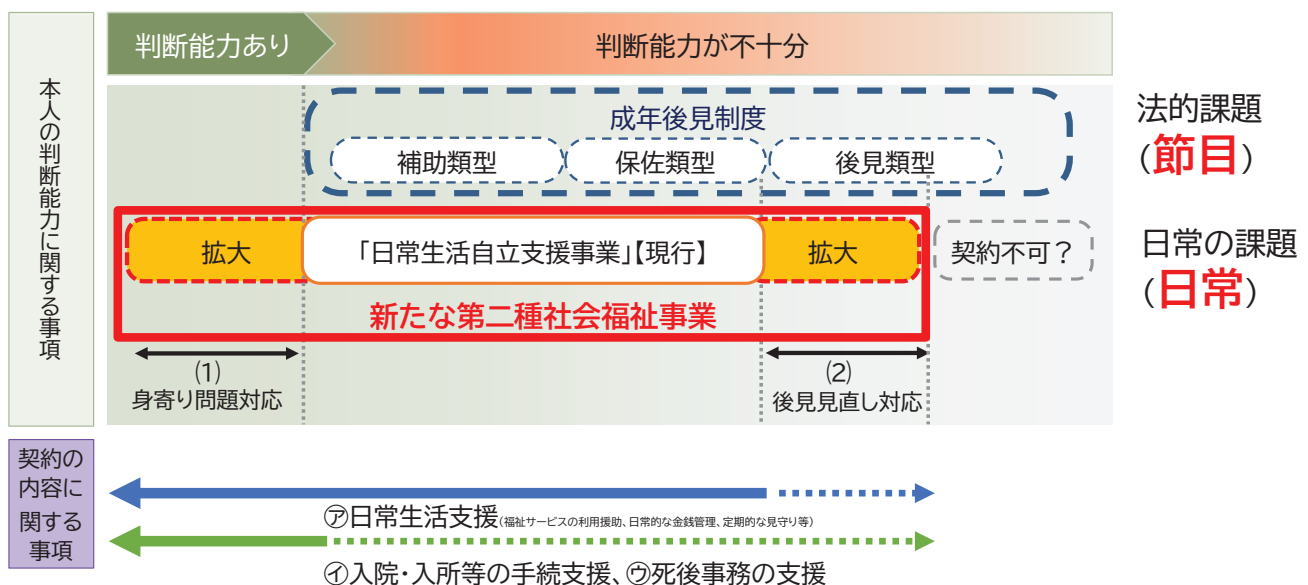 判断能力あり
判断能力が不十分
本人の判断能力に関する事項
成年後見制度
補助類型
保佐類型
後見類型
法的課題
(節目)
拡大
「日常生活自立支援事業」【現行】
拡大
契約不可？
日常の課題
(日常)
新たな第二種社会福祉事業
⑴
身寄り問題対応
⑵
後見見直し対応
契約の
内容に
関する
事項
㋐日常生活支援(福祉サービスの利用援助、日常的な金銭管理、定期的な見守り等)
㋑入院・入所等の手続支援、㋒死後事務の支援